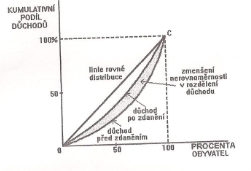 KUMULATIVNÍ
PODÍL
DŮCHODŮ
100%
C
linie rovné
distribuce
zmenšení
nerovnoměrnosti
v rozdělení
důchodu
50
důchod
po zdanění
důchod
před zdaněním
0
50
100
PROCENTA
OBYVATEL